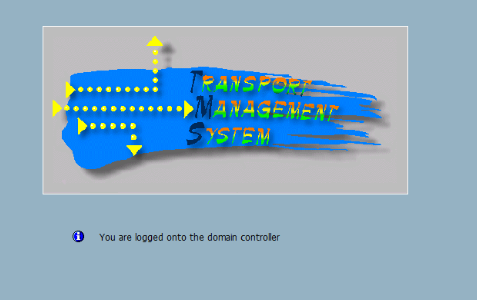 TRANSPORT
MANAGEMENT
SYSTEM
You are logged onto the domain controller